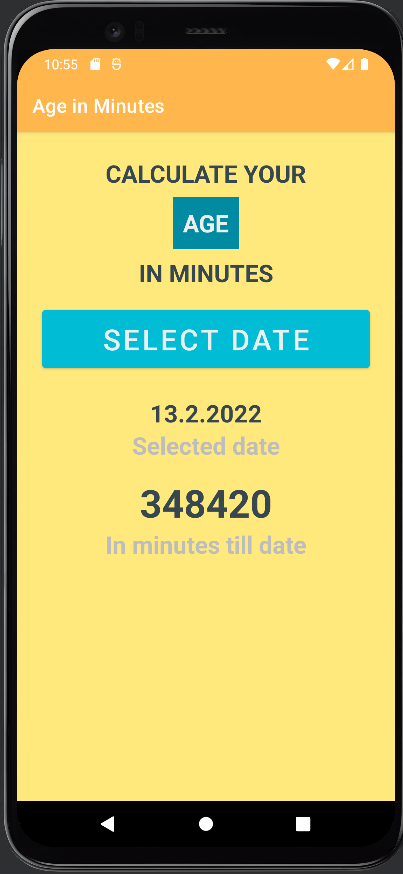 10:55
Age in Minutes
CALCULATE YOUR
AGE
IN MINUTES
SELECT DATE
13.2.2022
Selected date
348420
In minutes till date